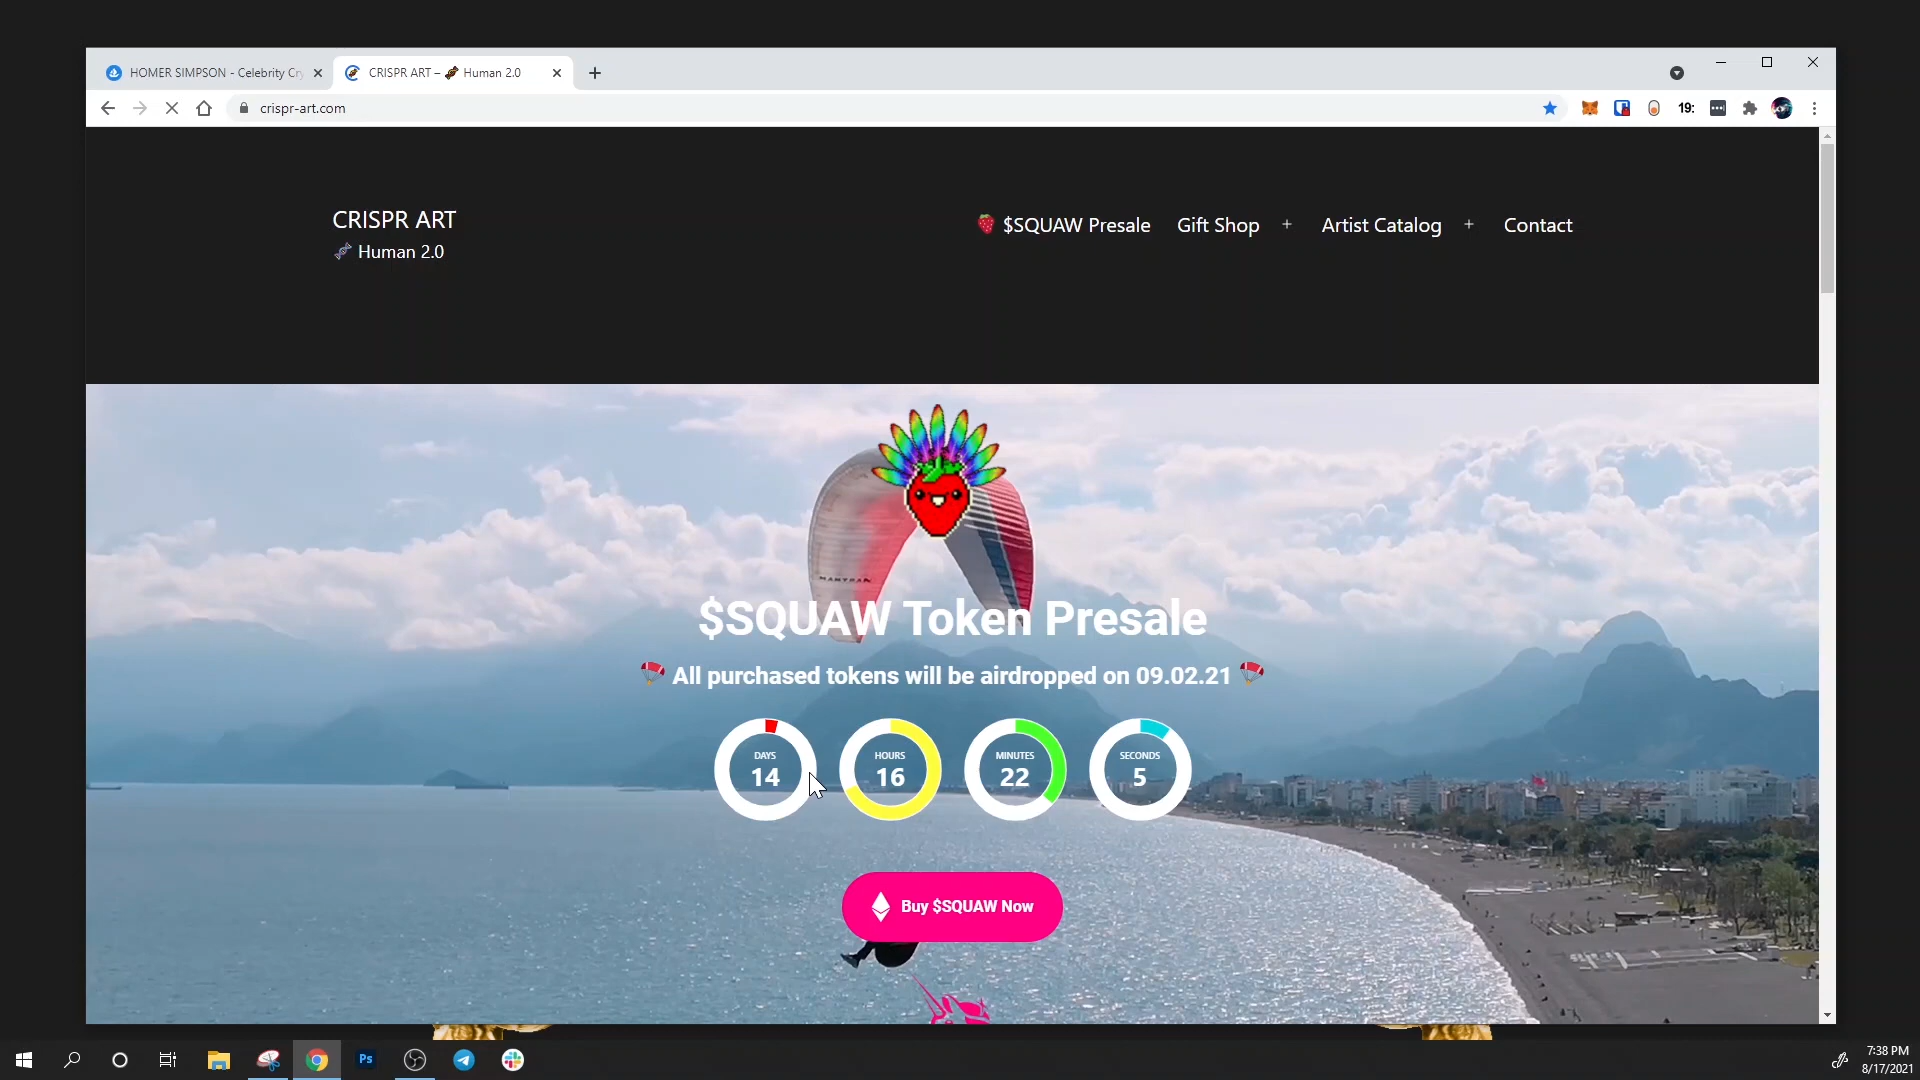 HOMER SIMPSON - Celebrity Cry
CRISPR ART – 🧬 Human 2.0
crispr-art.com
19:
CRISPR ART
🧬 Human 2.0
🍓 $SQUAW Presale
Gift Shop +
Artist Catalog +
Contact
$SQUAW Token Presale
🪂 All purchased tokens will be airdropped on 09.02.21 🪂
DAYS
14
HOURS
16
MINUTES
22
SECONDS
5
Buy $SQUAW Now
Ps
7:38 PM
8/17/2021